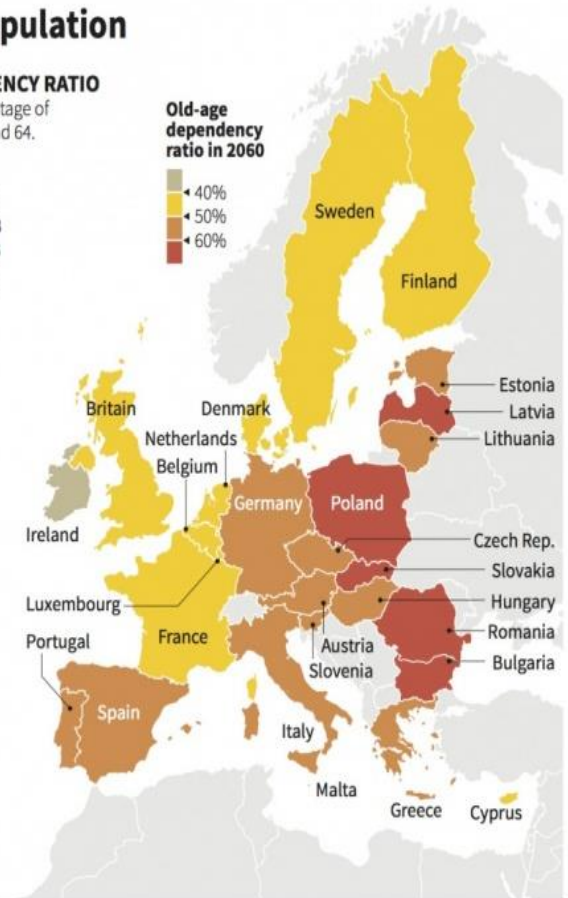 pulation
ENCY RATIO
tage of
d 64.
Old-age
dependency
ratio in 2060
40%
50%
60%
Sweden
Finland
Estonia
Latvia
Lithuania
Britain
Denmark
Netherlands
Belgium
Germany
Poland
Ireland
Czech Rep.
Slovakia
Luxembourg
Hungary
Portugal
France
Romania
Austria
Slovenia
Bulgaria
Spain
Italy
Malta
Greece
Cyprus